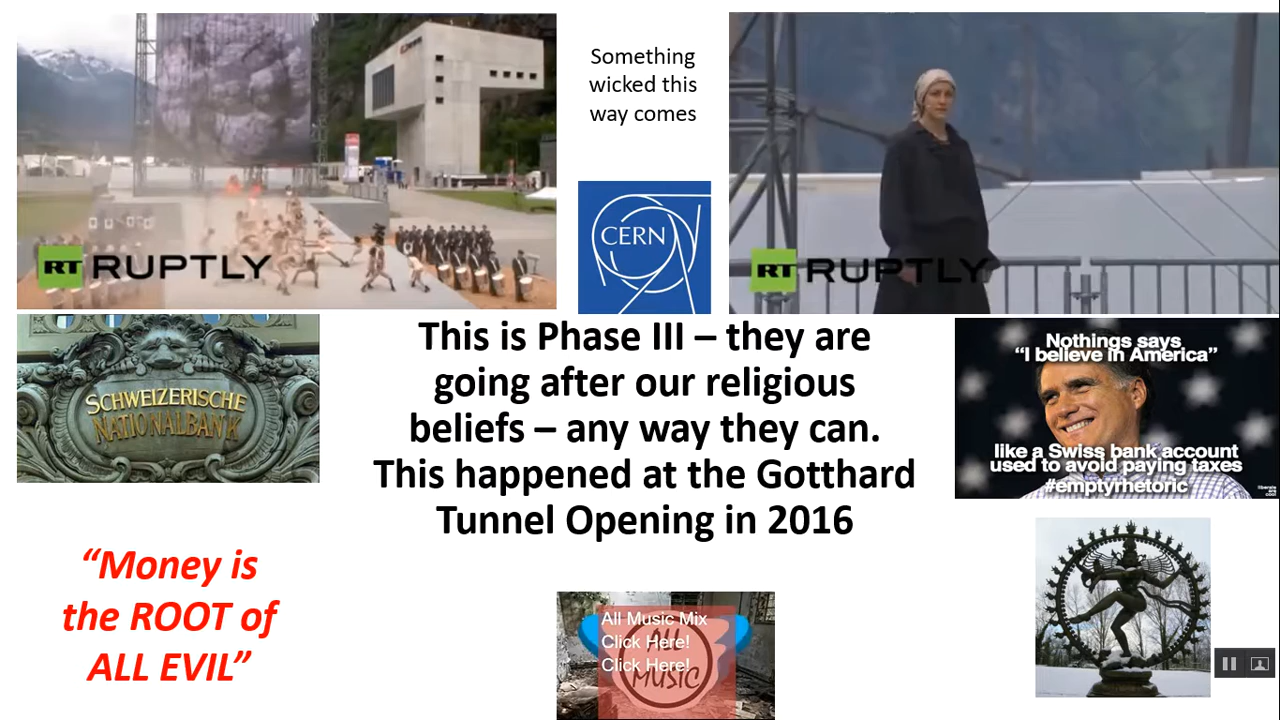 RT RUPTLY
Something
wicked this
way comes
CERN
RT RUPTLY
SCHWEIZERISCHE
NATIONALBANK
This is Phase III – they are
going after our religious
beliefs – any way they can.
This happened at the Gotthard
Tunnel Opening in 2016
Nothings says
“I believe in America”
like a Swiss bank account
used to avoid paying taxes
#emptyrhetoric
“Money is
the ROOT of
ALL EVIL”
All Music Mix
Click Here!
Click Here!
ALL
MUSIC